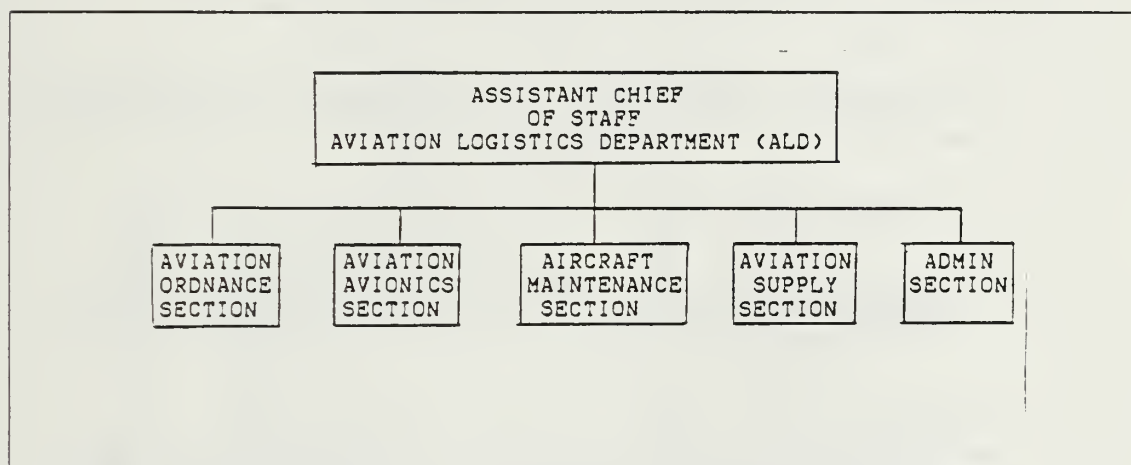 ASSISTANT CHIEF
OF STAFF
AVIATION LOGISTICS DEPARTMENT (ALD)
AVIATION
ORDNANCE
SECTION
AVIATION
AVIONICS
SECTION
AIRCRAFT
MAINTENANCE
SECTION
AVIATION
SUPPLY
SECTION
ADMIN
SECTION